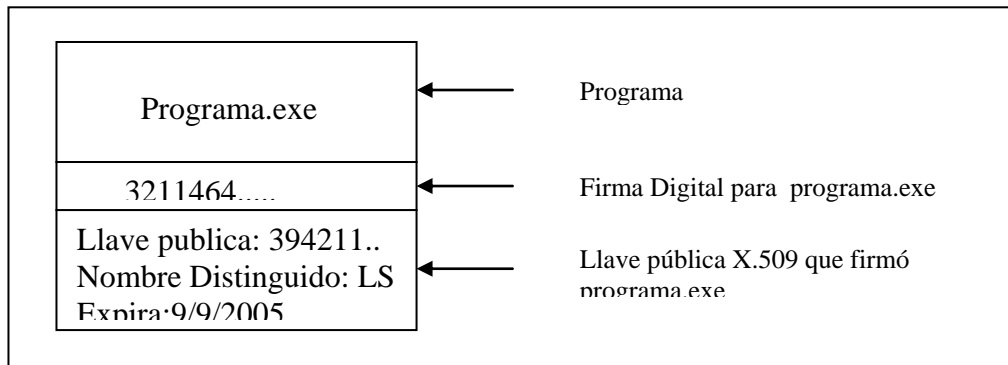 Programa.exe
Programa
3211464.....
Firma Digital para programa.exe
Llave publica: 394211..
Nombre Distinguido: LS
Expira:9/9/2005
Llave pública X.509 que firmó
programa.exe